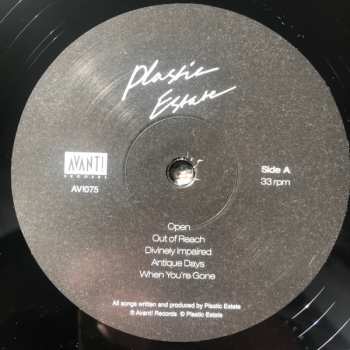 Plastic
Estate
AVANTI
RECORDS
AVI075
Side A
33 rpm
Open
Out of Reach
Divinely Impaired
Antique Days
When You're Gone
All songs written and produced by Plastic Estate
℗ Avanti Records © Plastic Estate